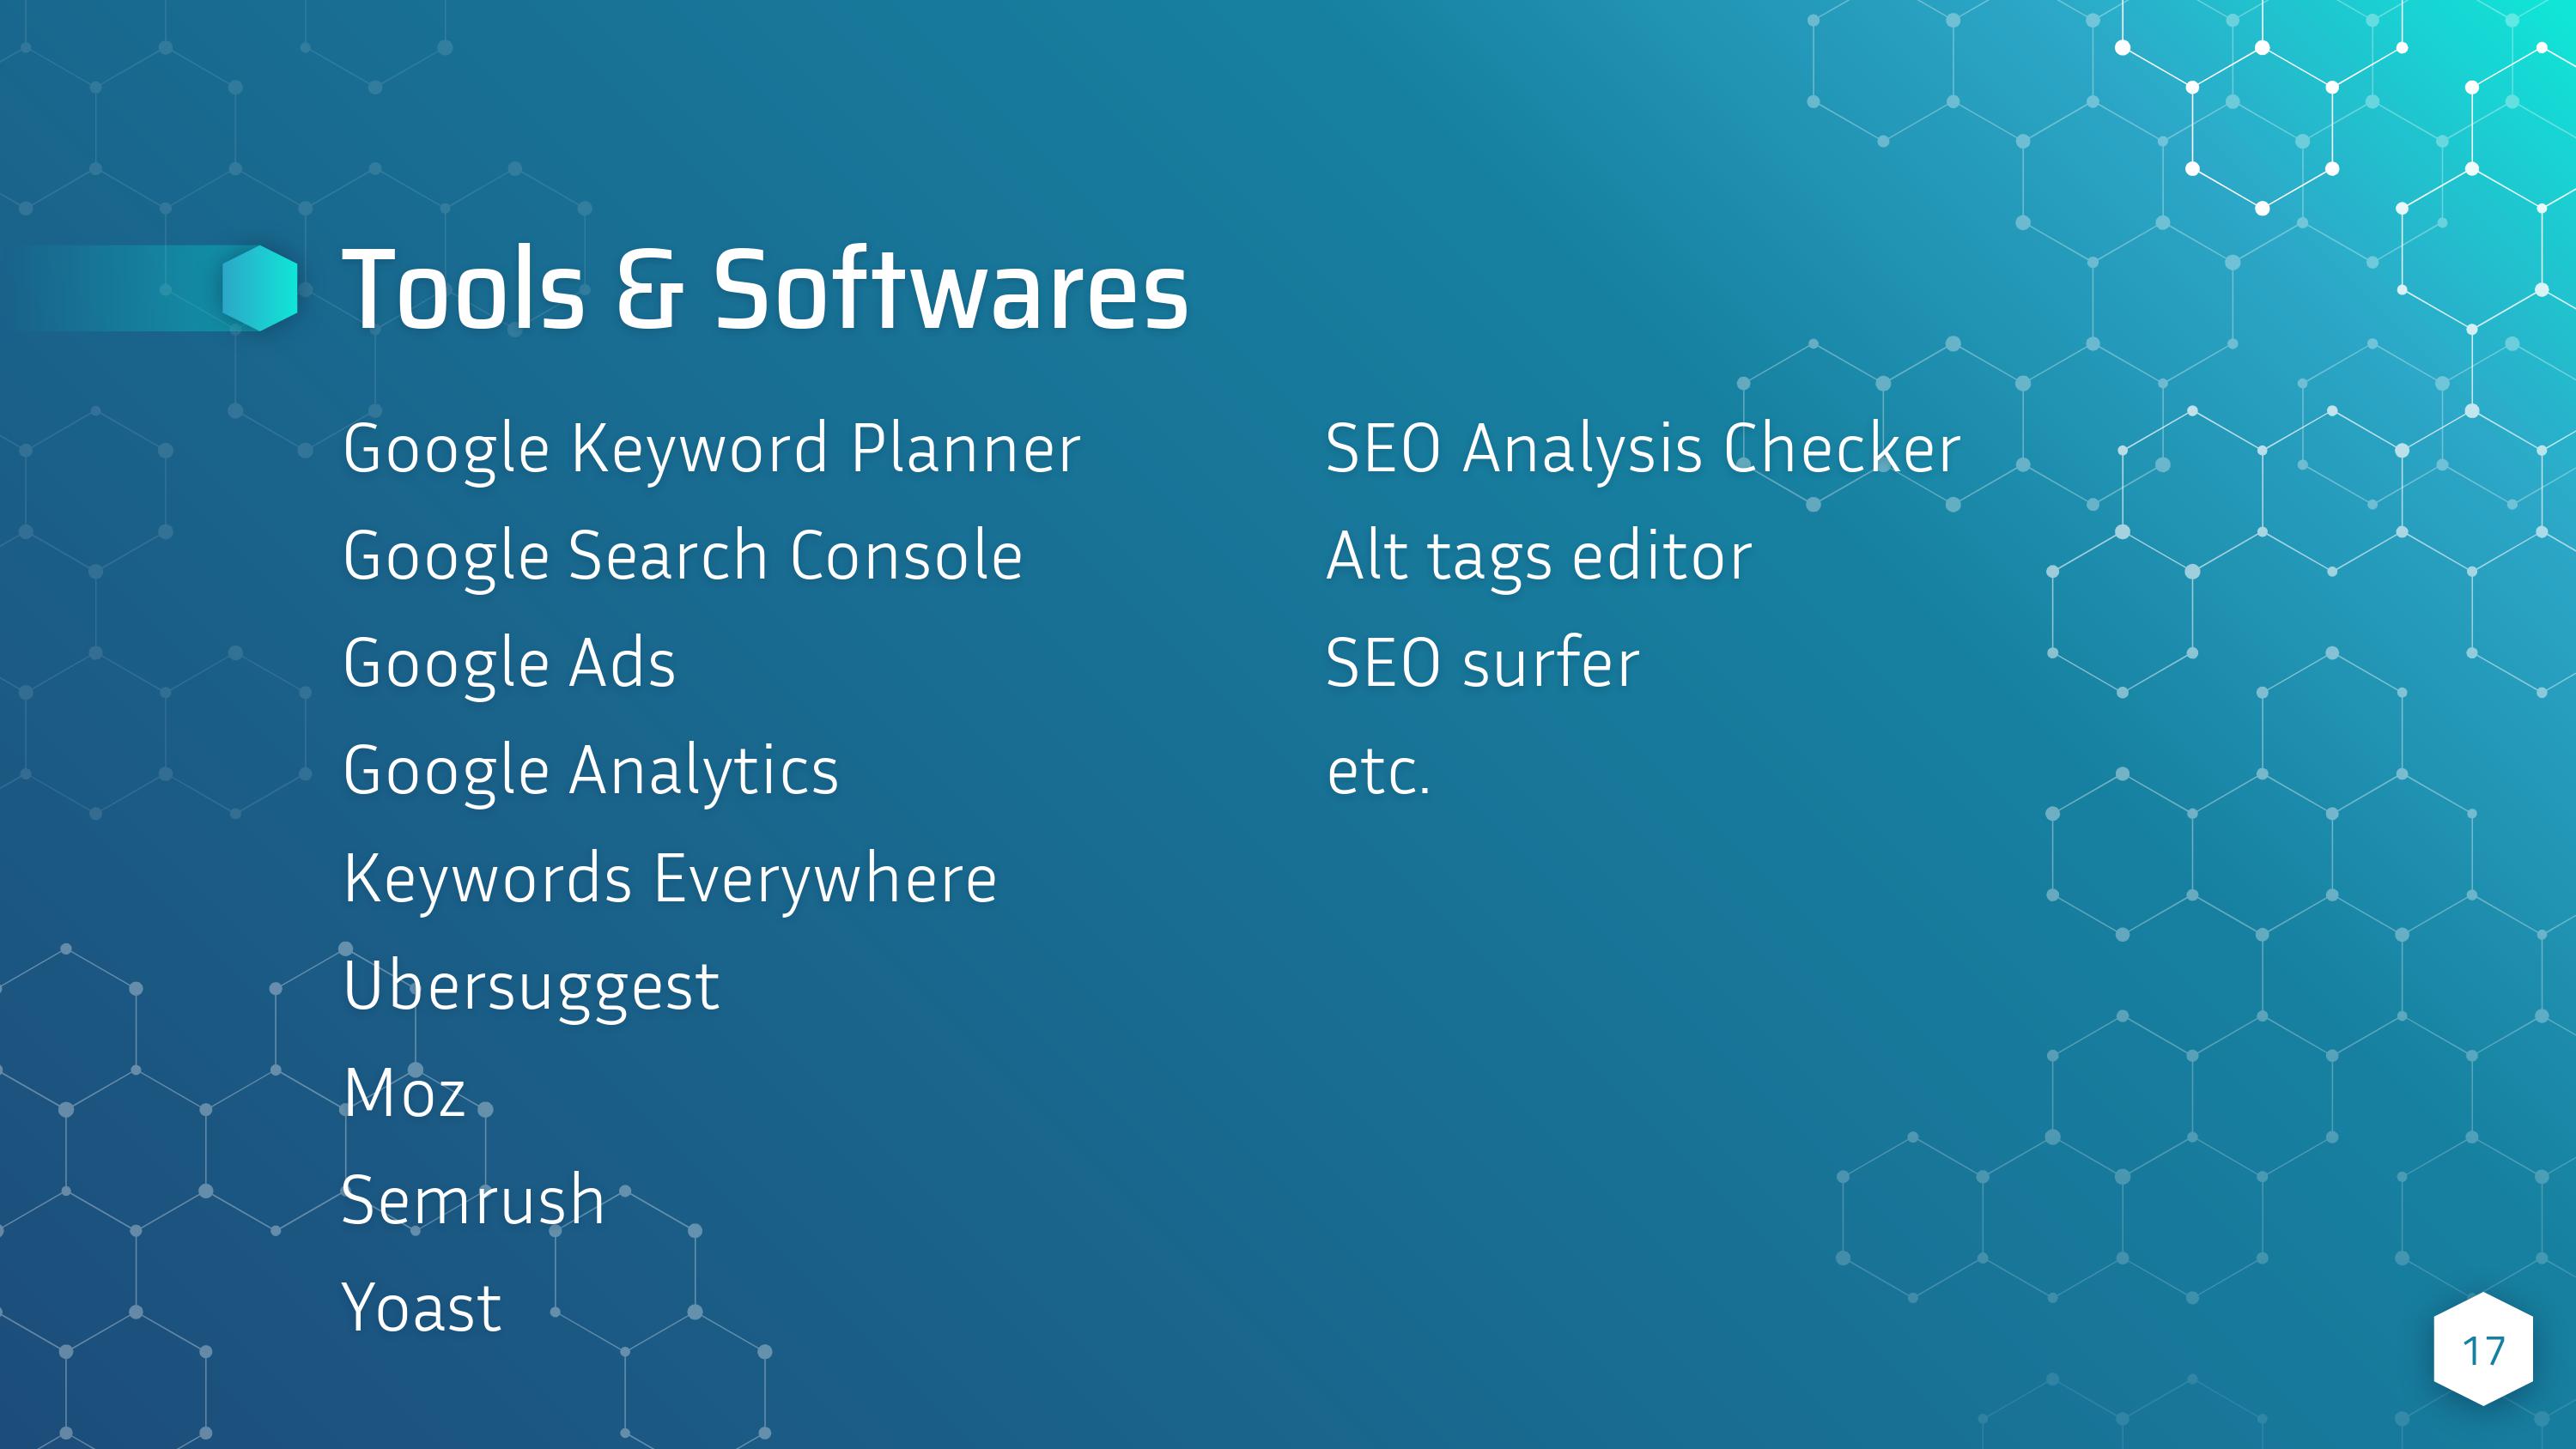 Tools & Softwares
Google Keyword Planner
Google Search Console
Google Ads
Google Analytics
Keywords Everywhere
Ubersuggest
Moz
Semrush
Yoast
SEO Analysis Checker
Alt tags editor
SEO surfer
etc.
17